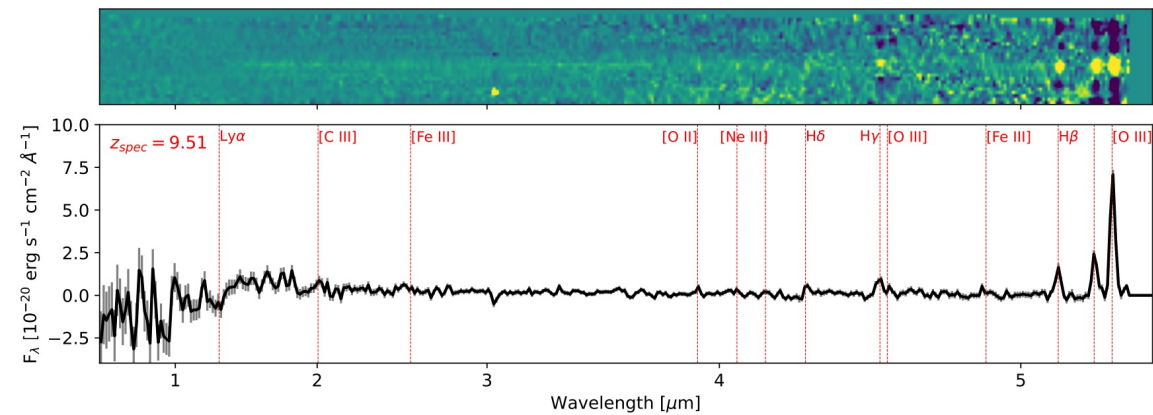 10.0
z_spec = 9.51
Lyα
[C III]
[Fe III]
[O II]
[Ne III]
Hδ
Hγ
[O III]
[Fe III]
Hβ
[O III]
7.5
5.0
2.5
0.0
−2.5
F_λ [10⁻²⁰ erg s⁻¹ cm⁻² Å⁻¹]
1 2 3 4 5
Wavelength [μm]